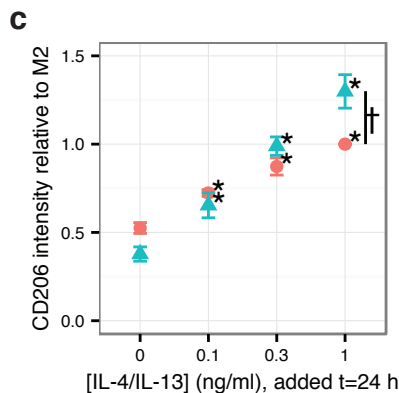 c
CD206 intensity relative to M2
1.5
*
*
1.0
*
*
†
*
*
0.5
0.0
0 0.1 0.3 1
[IL-4/IL-13] (ng/ml), added t=24 h